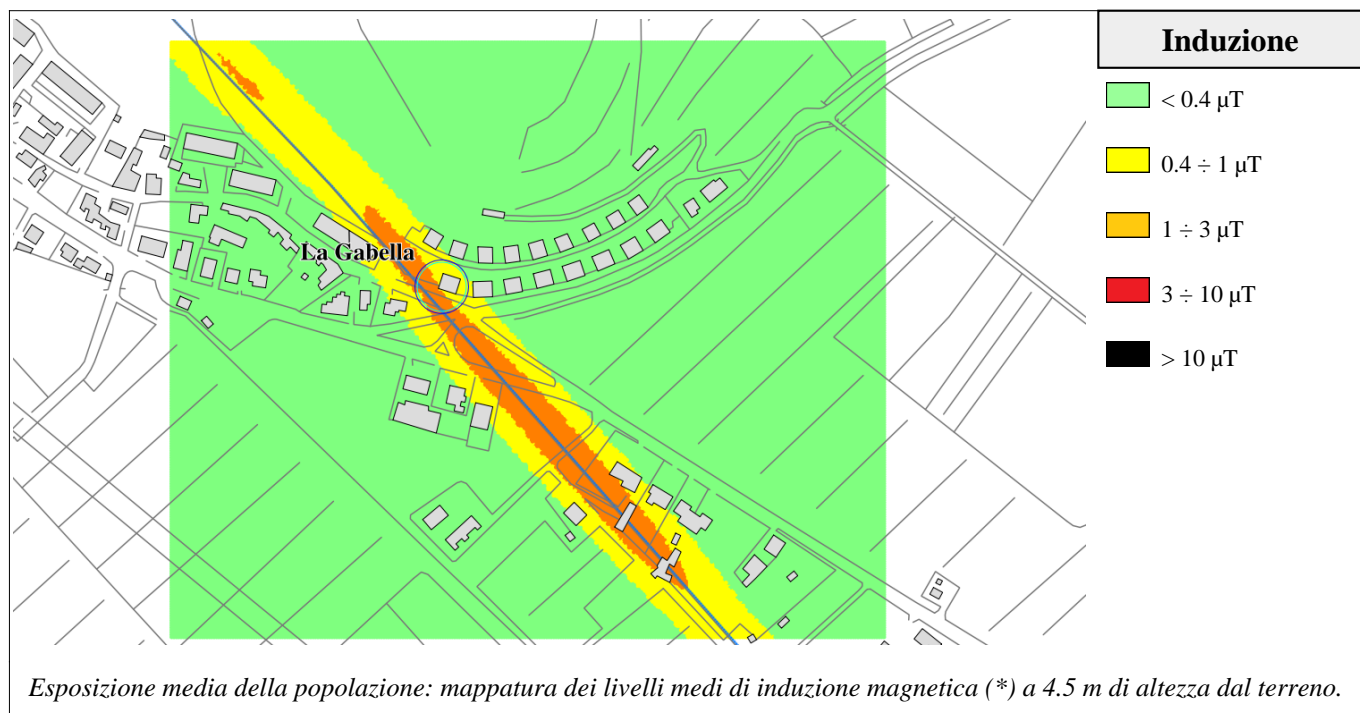 Induzione
< 0.4 µT
0.4 ÷ 1 µT
1 ÷ 3 µT
3 ÷ 10 µT
> 10 µT
La Gabella
Esposizione media della popolazione: mappatura dei livelli medi di induzione magnetica (*) a 4.5 m di altezza dal terreno.